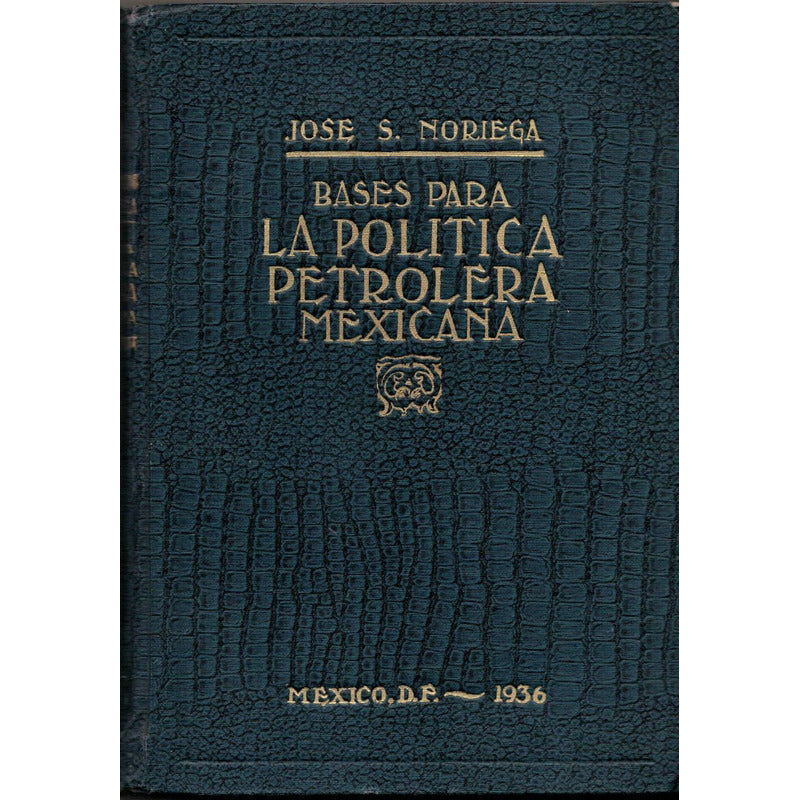 JOSE S. NORIEGA
BASES PARA
LA POLITICA
PETROLERA
MEXICANA
MEXICO, D.F. — 1936